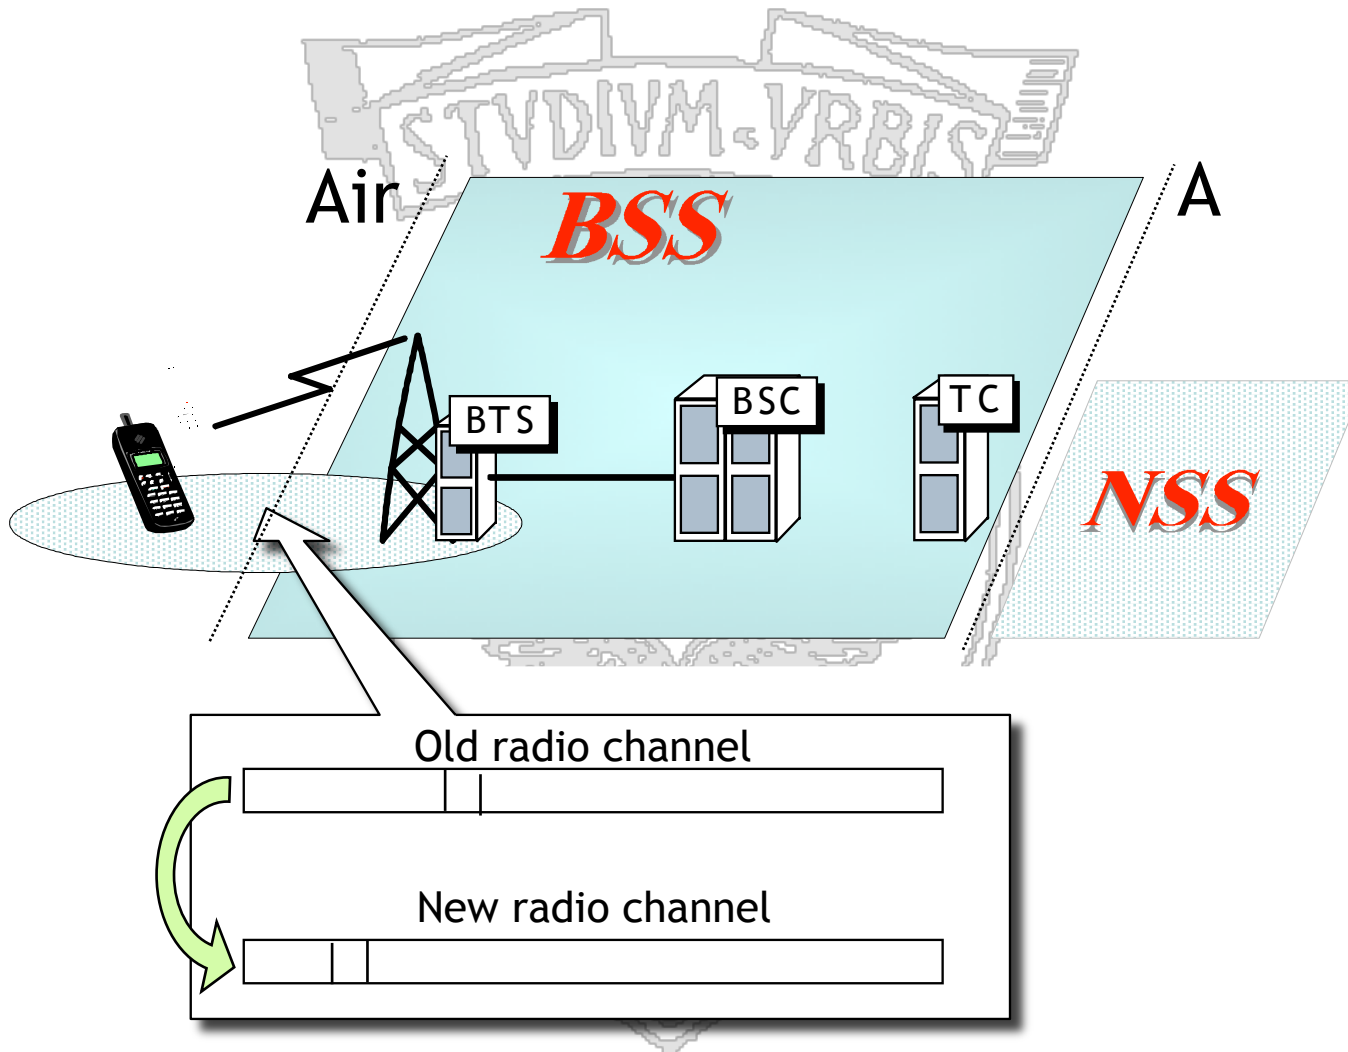 STVDIVM VRBIS
Air
BSS
A
BTS
BSC
TC
NSS
Old radio channel
New radio channel